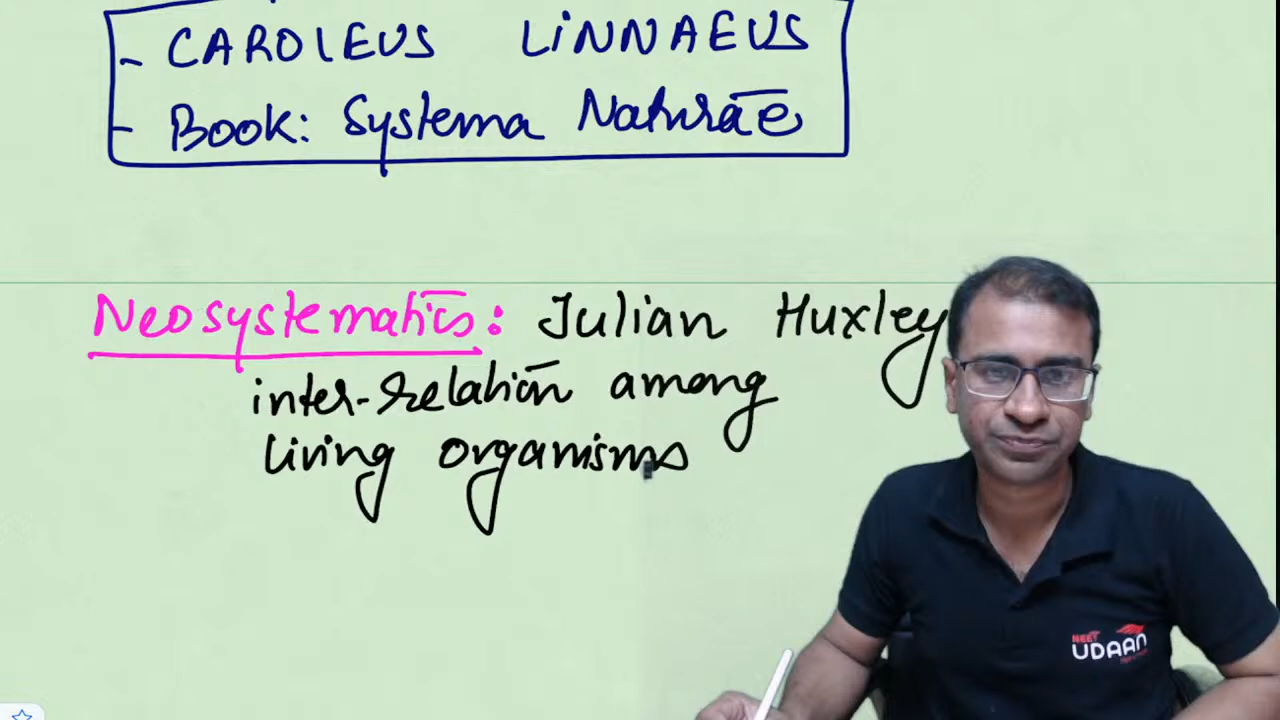 - CAROLEUS LINNAEUS
- Book: Systema Naturae
Neosystematics: Julian Huxley
inter-relation among
living organisms
NEET
UDAAN